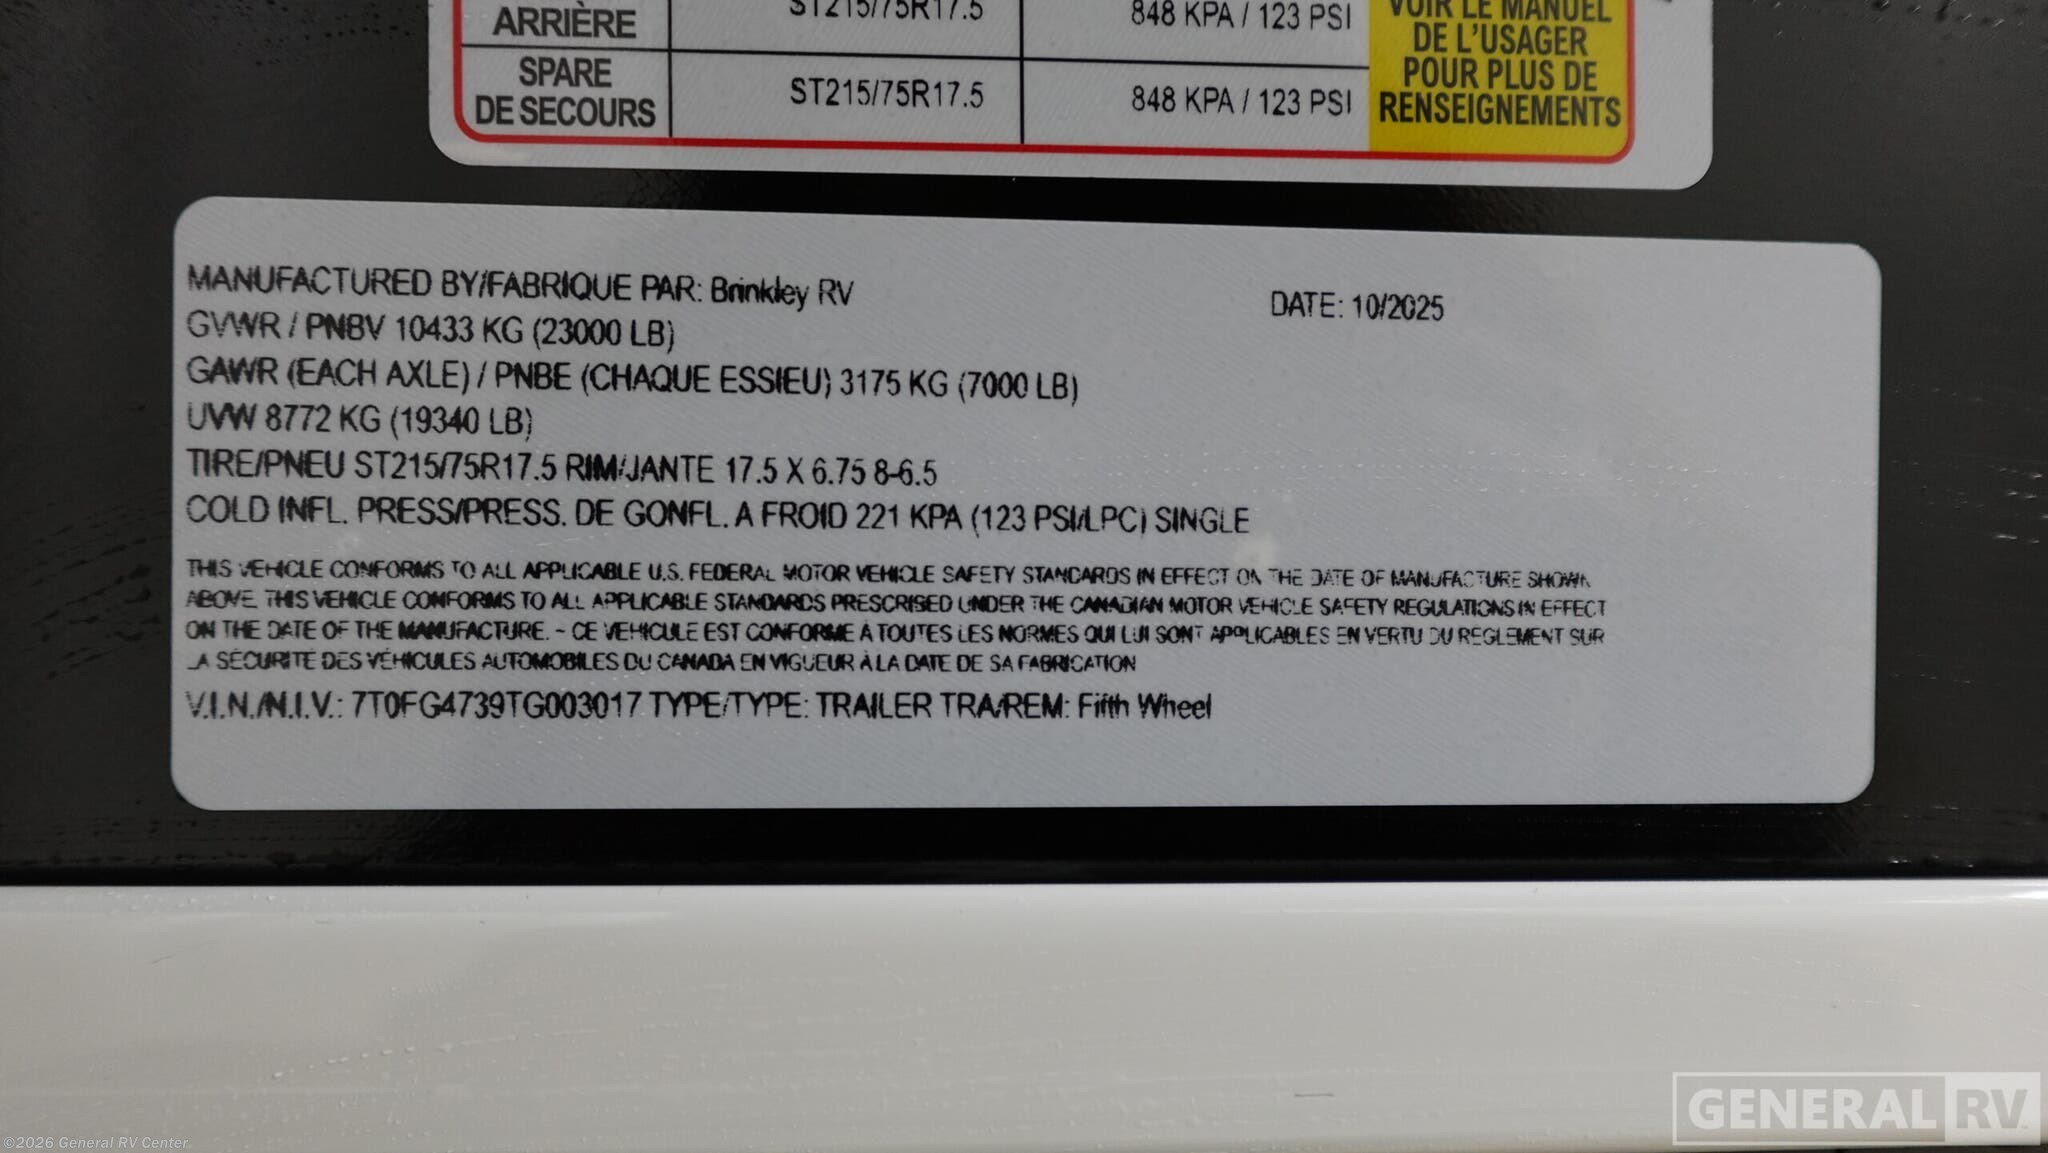 ARRIÈRE ST215/75R17.5 848 KPA / 123 PSI
SPARE
DE SECOURS ST215/75R17.5 848 KPA / 123 PSI
VOIR LE MANUEL
DE L'USAGER
POUR PLUS DE
RENSEIGNEMENTS
MANUFACTURED BY/FABRIQUE PAR: Brinkley RV DATE: 10/2025
GVWR / PNBV 10433 KG (23000 LB)
GAWR (EACH AXLE) / PNBE (CHAQUE ESSIEU) 3175 KG (7000 LB)
UVW 8772 KG (19340 LB)
TIRE/PNEU ST215/75R17.5 RIM/JANTE 17.5 X 6.75 8-6.5
COLD INFL. PRESS/PRESS. DE GONFL. A FROID 221 KPA (123 PSI/LPC) SINGLE
THIS VEHICLE CONFORMS TO ALL APPLICABLE U.S. FEDERAL MOTOR VEHICLE SAFETY STANDARDS IN EFFECT ON THE DATE OF MANUFACTURE SHOWN
ABOVE. THIS VEHICLE CONFORMS TO ALL APPLICABLE STANDARDS PRESCRISED UNDER THE CANADIAN MOTOR VEHICLE SAFETY REGULATIONS IN EFFECT
ON THE DATE OF THE MANUFACTURE. - CE VEHICULE EST CONFORME À TOUTES LES NORMES QUI LUI SONT APPLICABLES EN VERTU DU REGLEMENT SUR
LA SÉCURITÉ DES VÉHICULES AUTOMOBILES DU CANADA EN VIGUEUR À LA DATE DE SA FABRICATION
V.I.N./N.I.V.: 7T0FG4739TG003017 TYPE/TYPE: TRAILER TRA/REM: Fifth Wheel
GENERAL RV
©2026 General RV Center